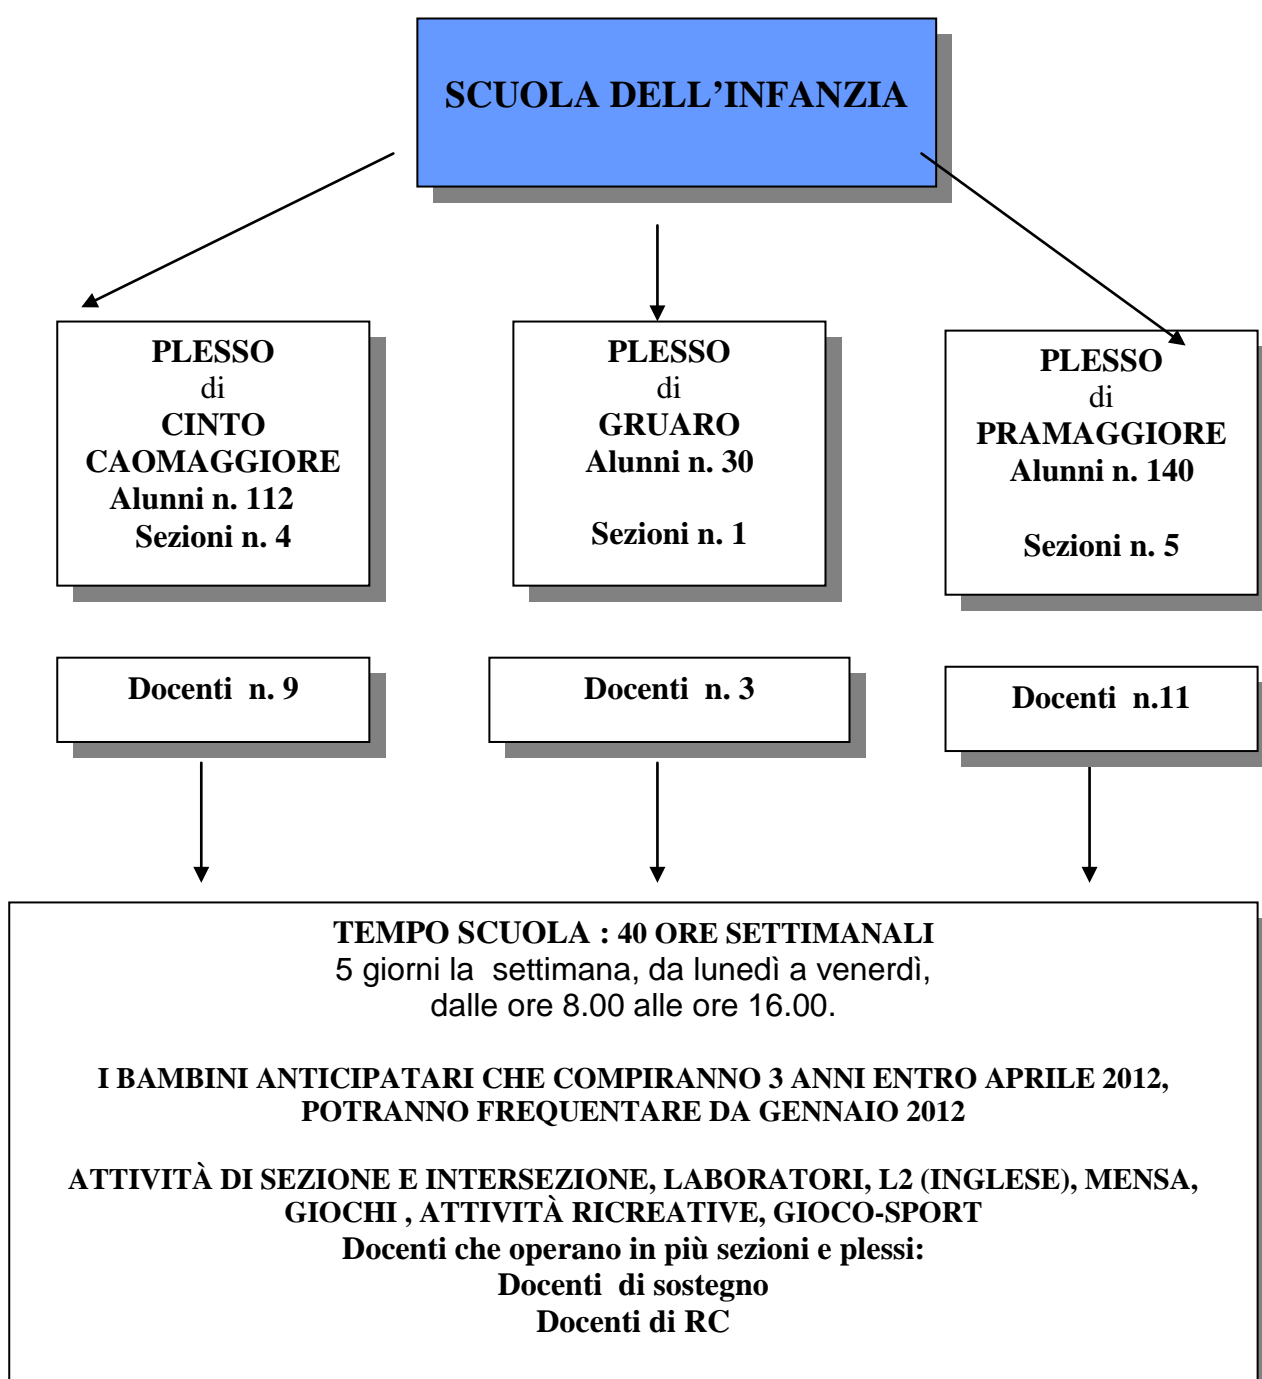 SCUOLA DELL’INFANZIA
PLESSO
di
CINTO
CAOMAGGIORE
Alunni n. 112
Sezioni n. 4
PLESSO
di
GRUARO
Alunni n. 30
Sezioni n. 1
PLESSO
di
PRAMAGGIORE
Alunni n. 140
Sezioni n. 5
Docenti n. 9
Docenti n. 3
Docenti n.11
TEMPO SCUOLA : 40 ORE SETTIMANALI
5 giorni la settimana, da lunedì a venerdì,
dalle ore 8.00 alle ore 16.00.
I BAMBINI ANTICIPATARI CHE COMPIRANNO 3 ANNI ENTRO APRILE 2012,
POTRANNO FREQUENTARE DA GENNAIO 2012
ATTIVITÀ DI SEZIONE E INTERSEZIONE, LABORATORI, L2 (INGLESE), MENSA,
GIOCHI , ATTIVITÀ RICREATIVE, GIOCO-SPORT
Docenti che operano in più sezioni e plessi:
Docenti di sostegno
Docenti di RC